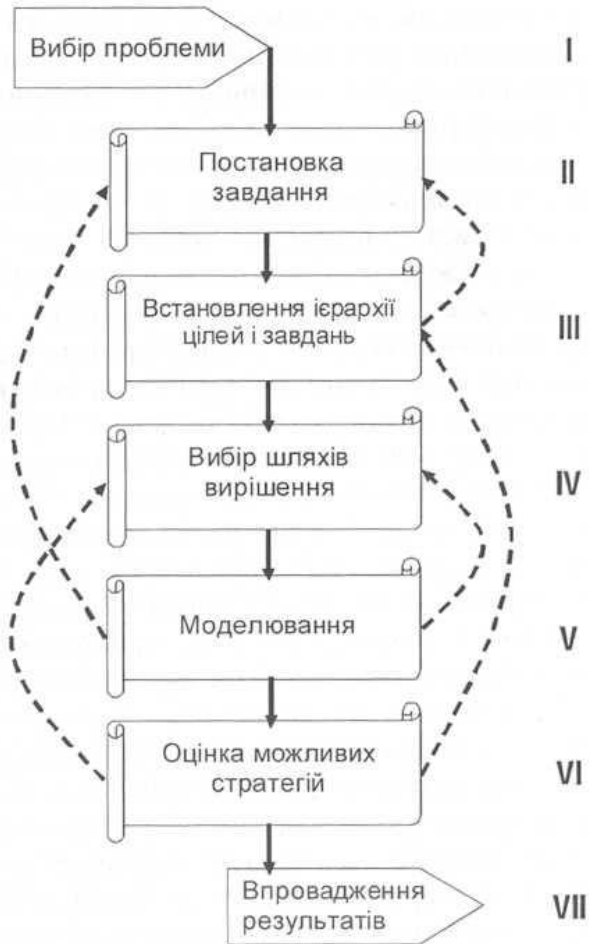 Вибір проблеми
I
Постановка
завдання
II
Встановлення ієрархії
цілей і завдань
III
Вибір шляхів
вирішення
IV
Моделювання
V
Оцінка можливих
стратегій
VI
Впровадження
результатів
VII